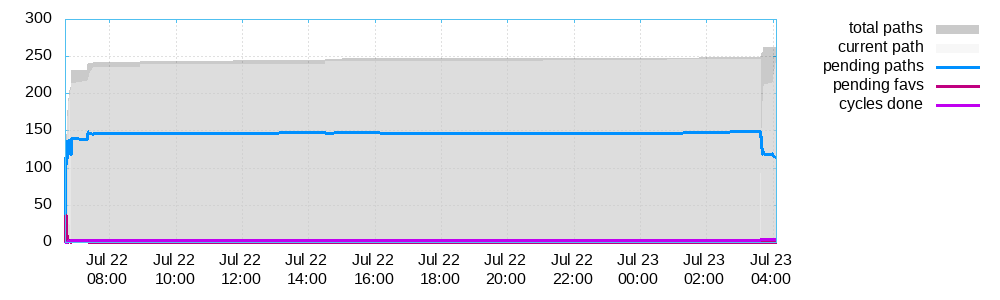 300
250
200
150
100
50
0
Jul 22 Jul 22 Jul 22 Jul 22 Jul 22 Jul 22 Jul 22 Jul 22 Jul 23 Jul 23 Jul 23
08:00 10:00 12:00 14:00 16:00 18:00 20:00 22:00 00:00 02:00 04:00
total paths
current path
pending paths
pending favs
cycles done